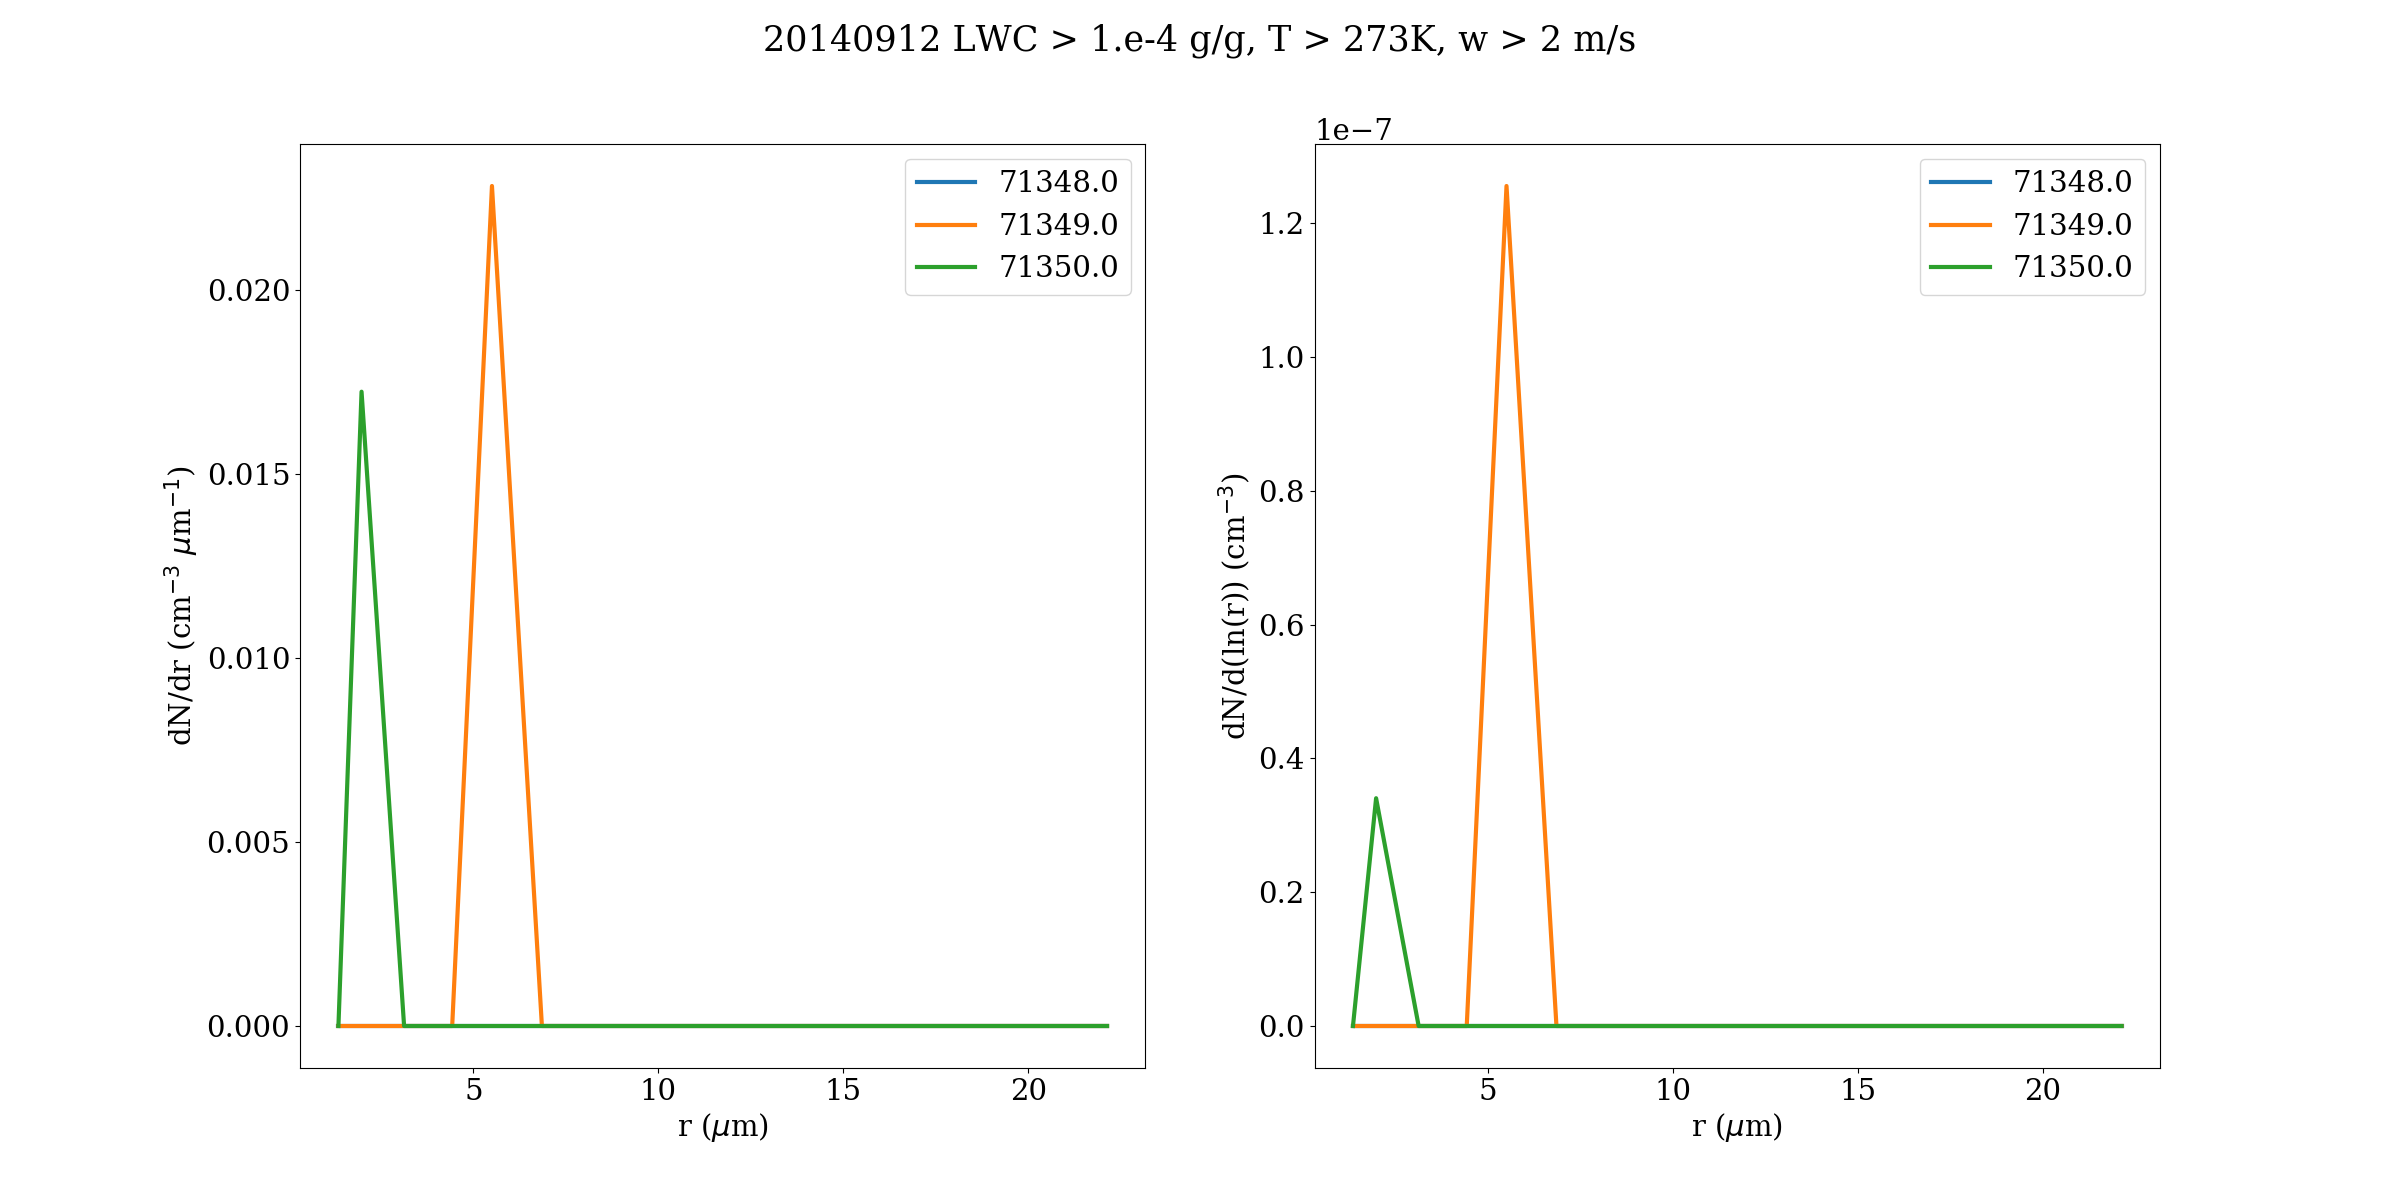 20140912 LWC > 1.e-4 g/g, T > 273K, w > 2 m/s
dN/dr (cm⁻³ μm⁻¹)
0.020
0.015
0.010
0.005
0.000
5 10 15 20
r (μm)
71348.0
71349.0
71350.0
1e−7
dN/d(ln(r)) (cm⁻³)
1.2
1.0
0.8
0.6
0.4
0.2
0.0
5 10 15 20
r (μm)
71348.0
71349.0
71350.0